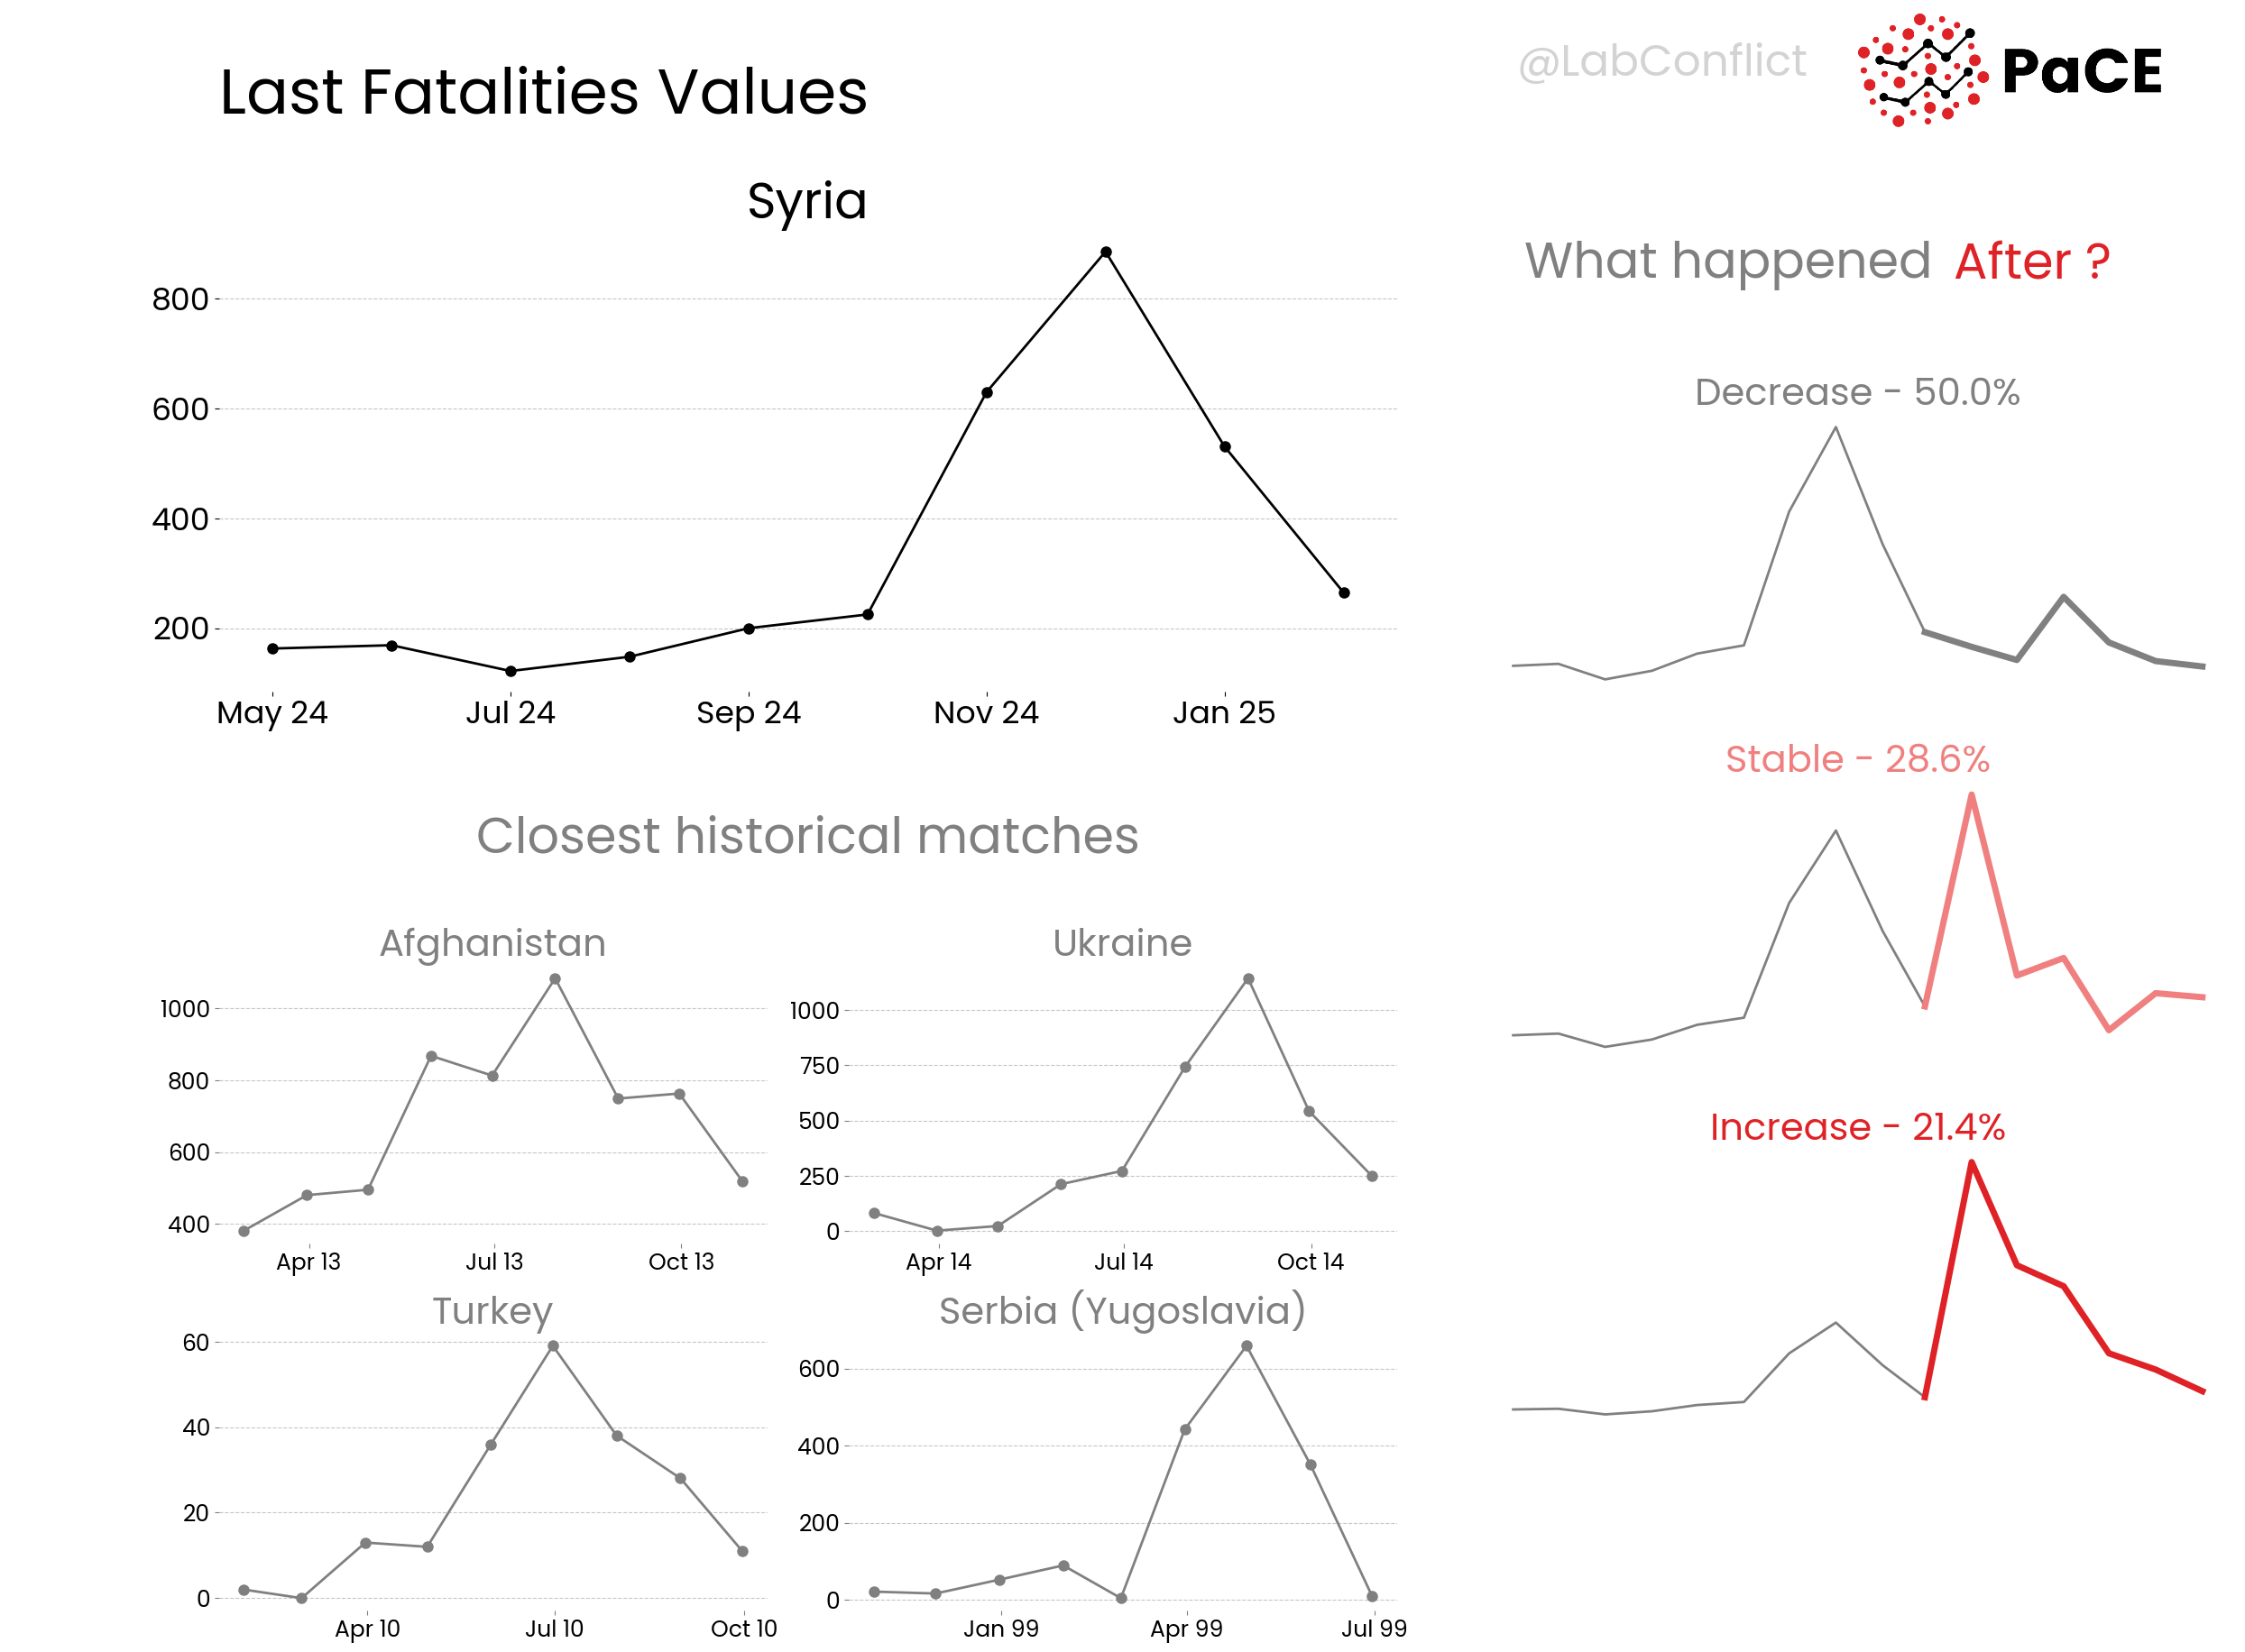 @LabConflict
PaCE
Last Fatalities Values
Syria
800
600
400
200
May 24
Jul 24
Sep 24
Nov 24
Jan 25
Closest historical matches
Afghanistan
1000
800
600
400
Apr 13
Jul 13
Oct 13
Ukraine
1000
750
500
250
0
Apr 14
Jul 14
Oct 14
Turkey
60
40
20
0
Apr 10
Jul 10
Oct 10
Serbia (Yugoslavia)
600
400
200
0
Jan 99
Apr 99
Jul 99
What happened After ?
Decrease - 50.0%
Stable - 28.6%
Increase - 21.4%